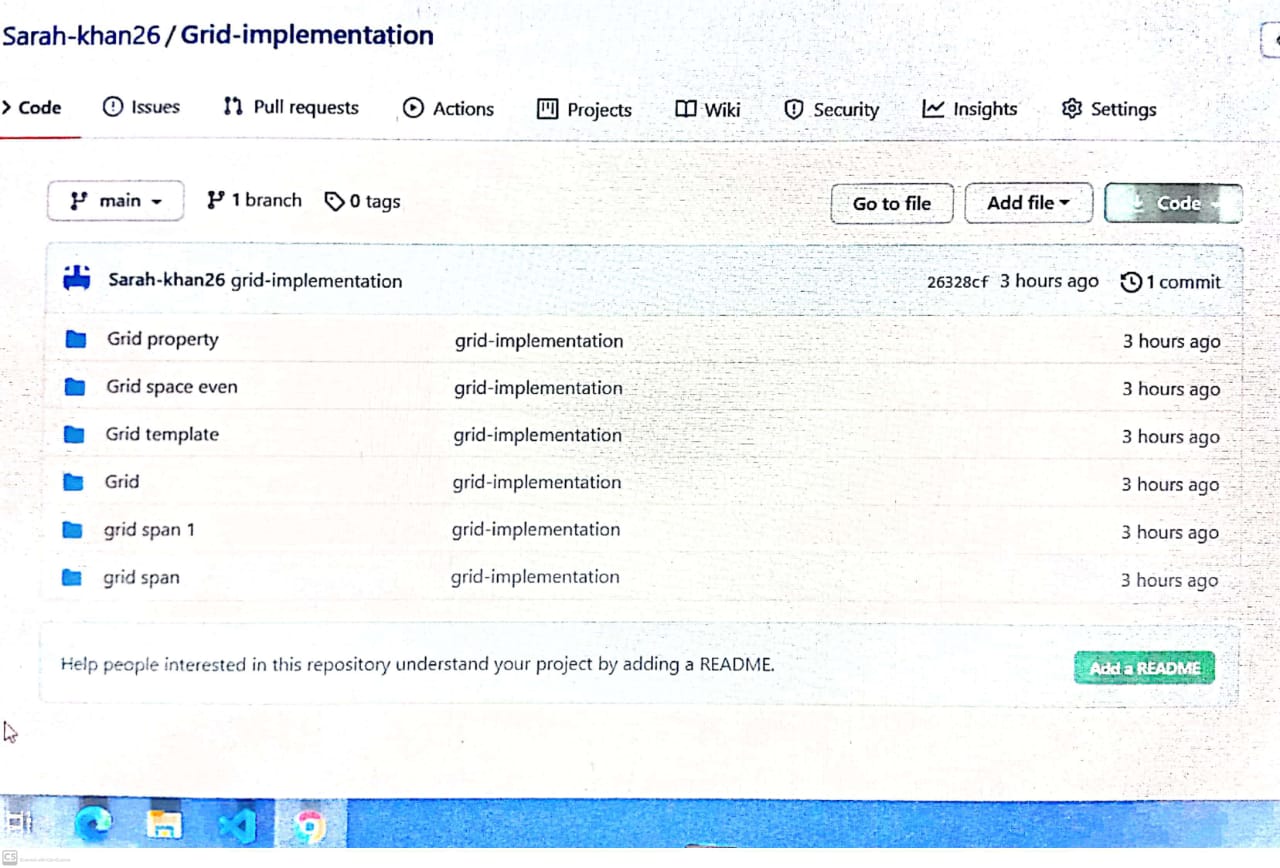 Sarah-khan26 / Grid-implementation
Code Issues Pull requests Actions Projects Wiki Security Insights Settings
main 1 branch 0 tags Go to file Add file Code
Sarah-khan26 grid-implementation 26328cf 3 hours ago 1 commit
Grid property grid-implementation 3 hours ago
Grid space even grid-implementation 3 hours ago
Grid template grid-implementation 3 hours ago
Grid grid-implementation 3 hours ago
grid span 1 grid-implementation 3 hours ago
grid span grid-implementation 3 hours ago
Help people interested in this repository understand your project by adding a README. Add a README
CS